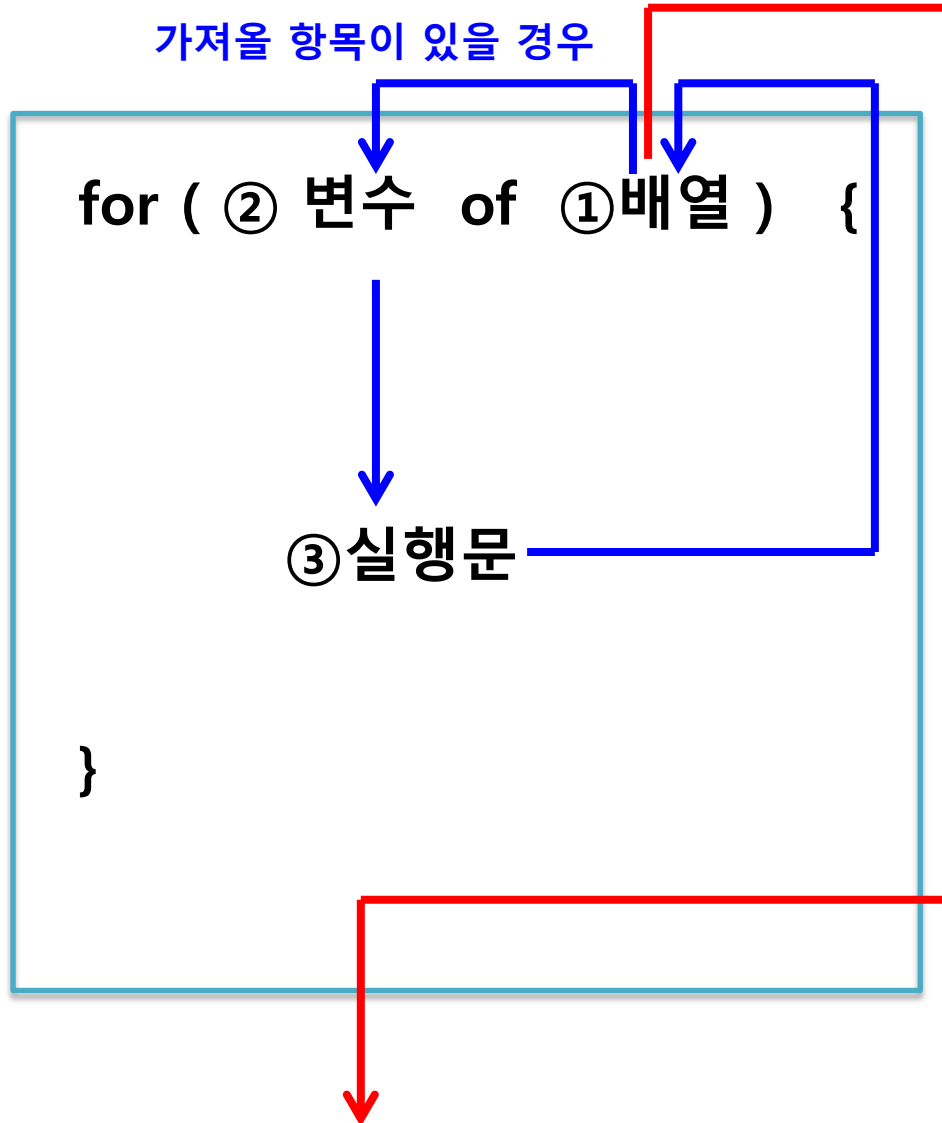 가져올 항목이 있을 경우
for ( ② 변수 of ①배열 ) {
③실행문
}